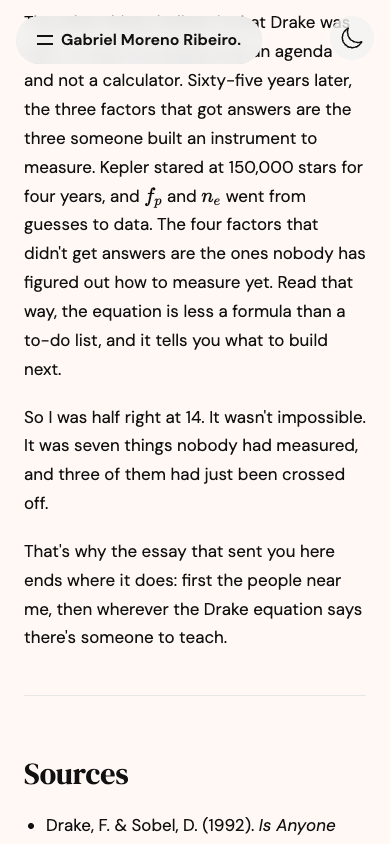 Gabriel Moreno Ribeiro.
at Drake was
an agenda
and not a calculator. Sixty-five years later,
the three factors that got answers are the
three someone built an instrument to
measure. Kepler stared at 150,000 stars for
four years, and fp and ne went from
guesses to data. The four factors that
didn't get answers are the ones nobody has
figured out how to measure yet. Read that
way, the equation is less a formula than a
to-do list, and it tells you what to build
next.
So I was half right at 14. It wasn't impossible.
It was seven things nobody had measured,
and three of them had just been crossed
off.
That's why the essay that sent you here
ends where it does: first the people near
me, then wherever the Drake equation says
there's someone to teach.
Sources
• Drake, F. & Sobel, D. (1992). Is Anyone